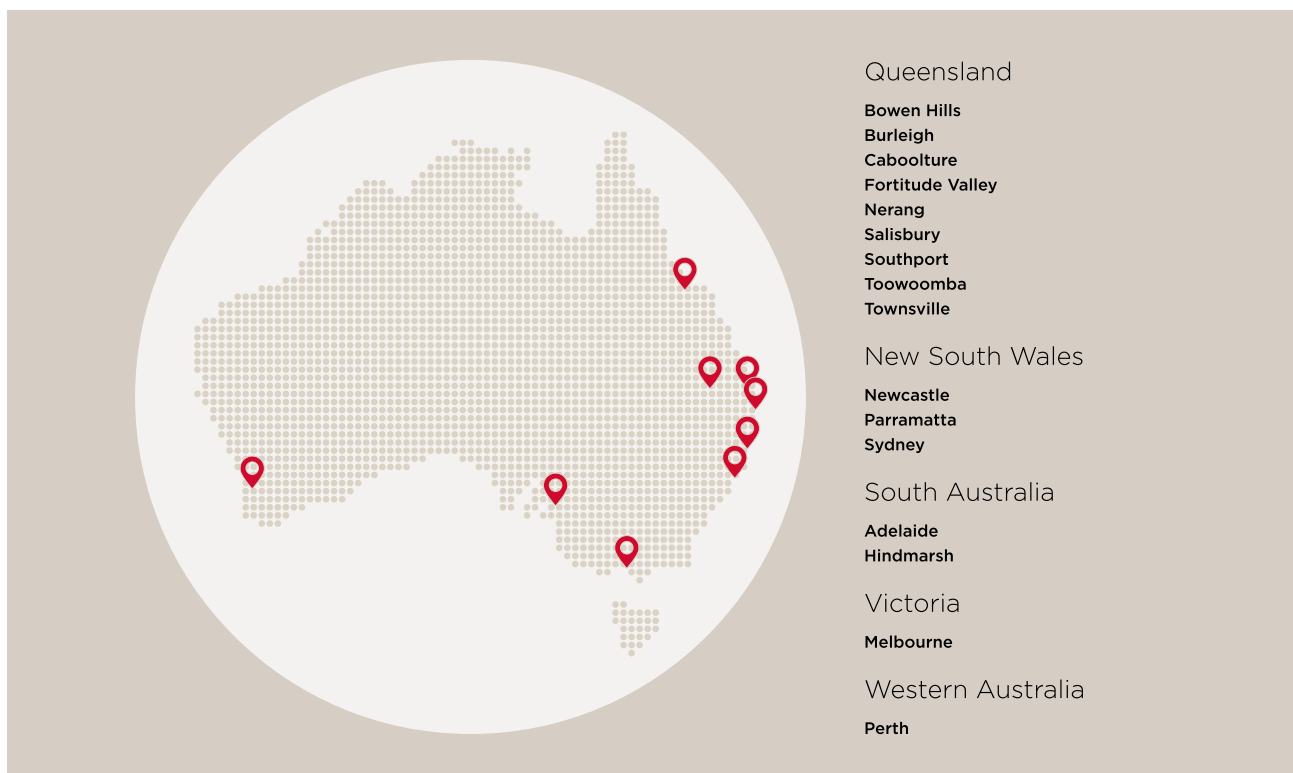 Queensland
Bowen Hills
Burleigh
Caboolture
Fortitude Valley
Nerang
Salisbury
Southport
Toowoomba
Townsville
New South Wales
Newcastle
Parramatta
Sydney
South Australia
Adelaide
Hindmarsh
Victoria
Melbourne
Western Australia
Perth